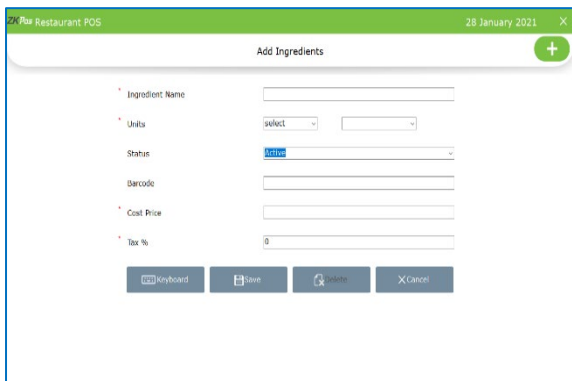 ZKPos Restaurant POS 28 January 2021 X
Add Ingredients +
* Ingredient Name
* Units select
Status Active
Barcode
* Cost Price
* Tax % 0
Keyboard Save Delete X Cancel